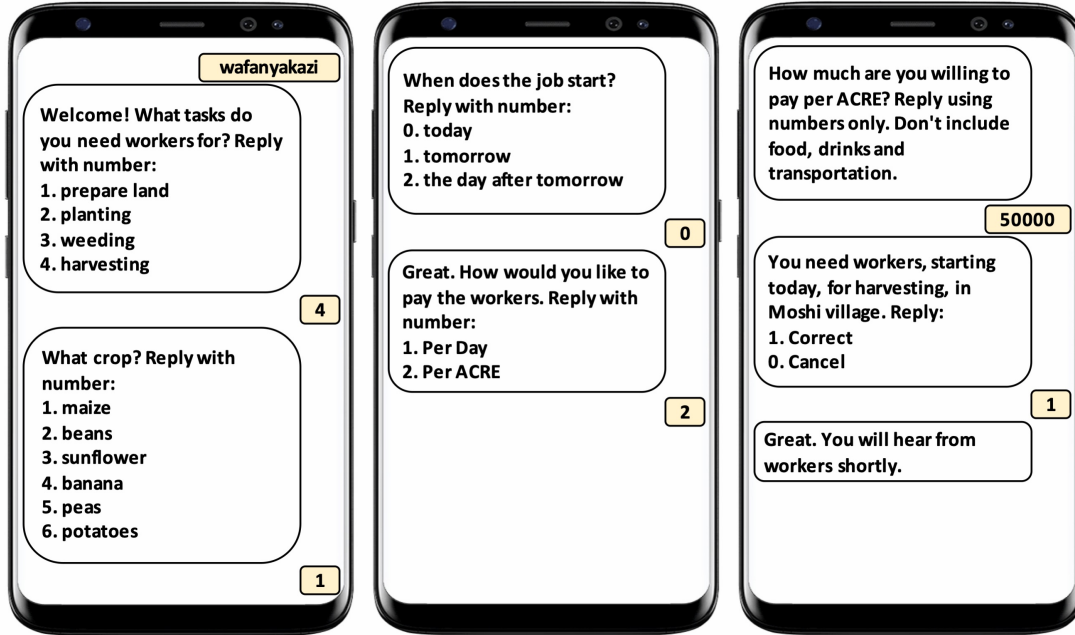 wafanyakazi
Welcome! What tasks do
you need workers for? Reply
with number:
1. prepare land
2. planting
3. weeding
4. harvesting
4
What crop? Reply with
number:
1. maize
2. beans
3. sunflower
4. banana
5. peas
6. potatoes
1
When does the job start?
Reply with number:
0. today
1. tomorrow
2. the day after tomorrow
0
Great. How would you like to
pay the workers. Reply with
number:
1. Per Day
2. Per ACRE
2
How much are you willing to
pay per ACRE? Reply using
numbers only. Don't include
food, drinks and
transportation.
50000
You need workers, starting
today, for harvesting, in
Moshi village. Reply:
1. Correct
0. Cancel
1
Great. You will hear from
workers shortly.